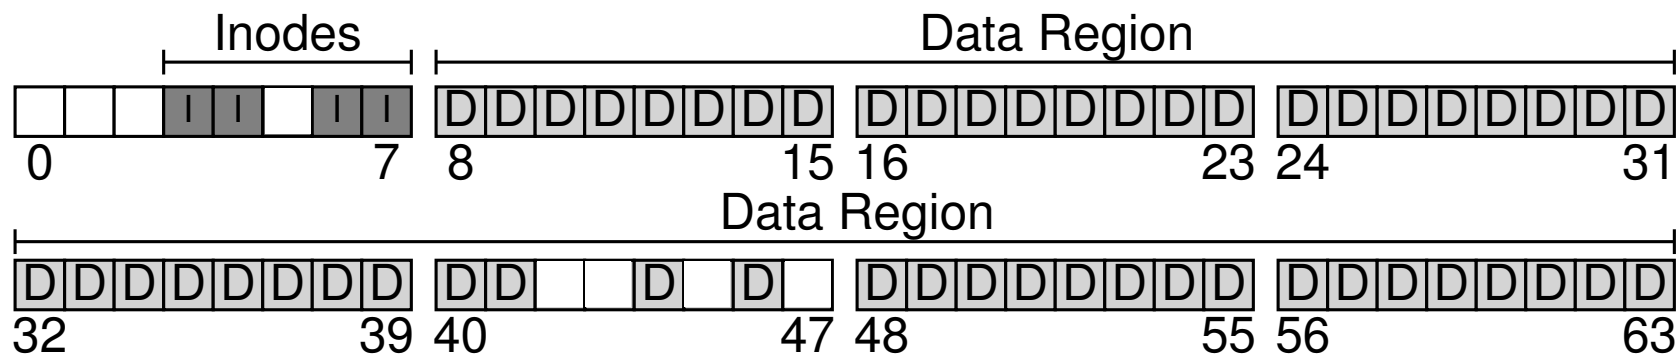 Inodes Data Region
I I I I D D D D D D D D D D D D D D D D D D D D D D D D
0 7 8 15 16 23 24 31
Data Region
D D D D D D D D D D D D D D D D D D D D D D D D D D D D
32 39 40 47 48 55 56 63